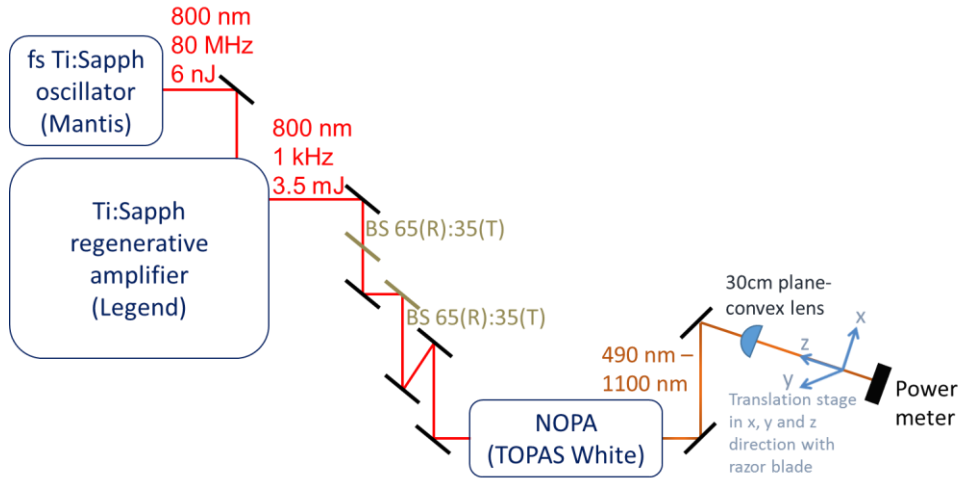 800 nm
80 MHz
6 nJ
fs Ti:Sapph
oscillator
(Mantis)
800 nm
1 kHz
3.5 mJ
Ti:Sapph
regenerative
amplifier
(Legend)
BS 65(R):35(T)
BS 65(R):35(T)
30cm plane-
convex lens
x
z
y
490 nm –
1100 nm
Translation stage
in x, y and z
direction with
razor blade
Power
meter
NOPA
(TOPAS White)